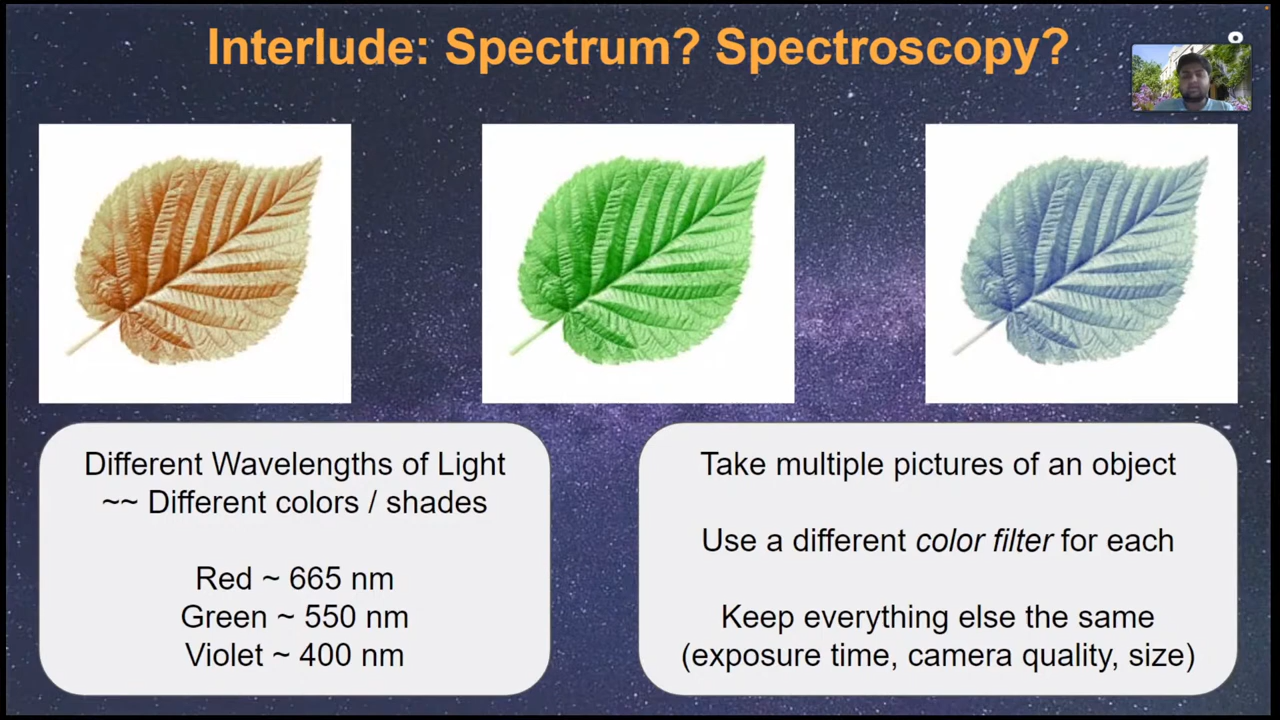 Interlude: Spectrum? Spectroscopy?
Different Wavelengths of Light
~~ Different colors / shades
Red ~ 665 nm
Green ~ 550 nm
Violet ~ 400 nm
Take multiple pictures of an object
Use a different color filter for each
Keep everything else the same
(exposure time, camera quality, size)